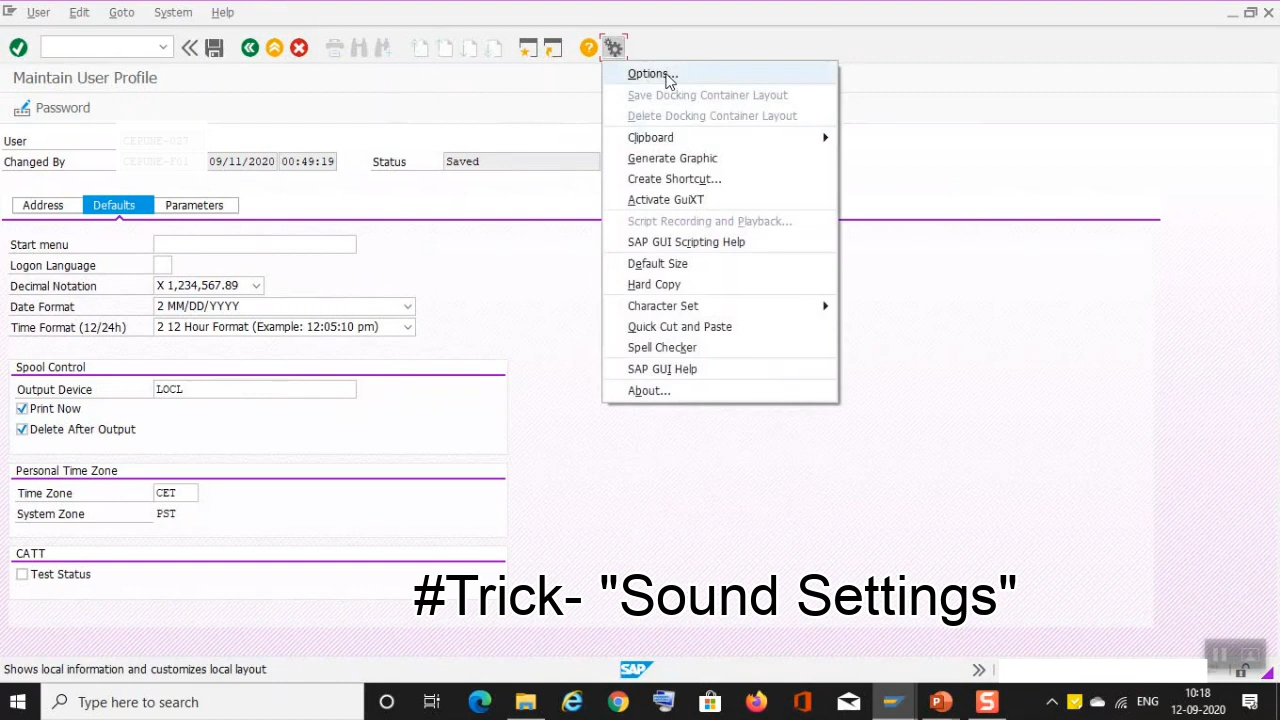 User Edit Goto System Help
Maintain User Profile
Password
User
Changed By 09/11/2020 00:49:19 Status Saved
Address Defaults Parameters
Start menu
Logon Language
Decimal Notation X 1,234,567.89
Date Format 2 MM/DD/YYYY
Time Format (12/24h) 2 12 Hour Format (Example: 12:05:10 pm)
Spool Control
Output Device LOCL
Print Now
Delete After Output
Personal Time Zone
Time Zone CET
System Zone PST
CATT
Test Status
Options...
Save Docking Container Layout
Delete Docking Container Layout
Clipboard
Generate Graphic
Create Shortcut...
Activate GuiXT
Script Recording and Playback...
SAP GUI Scripting Help
Default Size
Hard Copy
Character Set
Quick Cut and Paste
Spell Checker
SAP GUI Help
About...
#Trick- "Sound Settings"
Shows local information and customizes local layout
SAP
Type here to search
ENG
10:18
12-09-2020